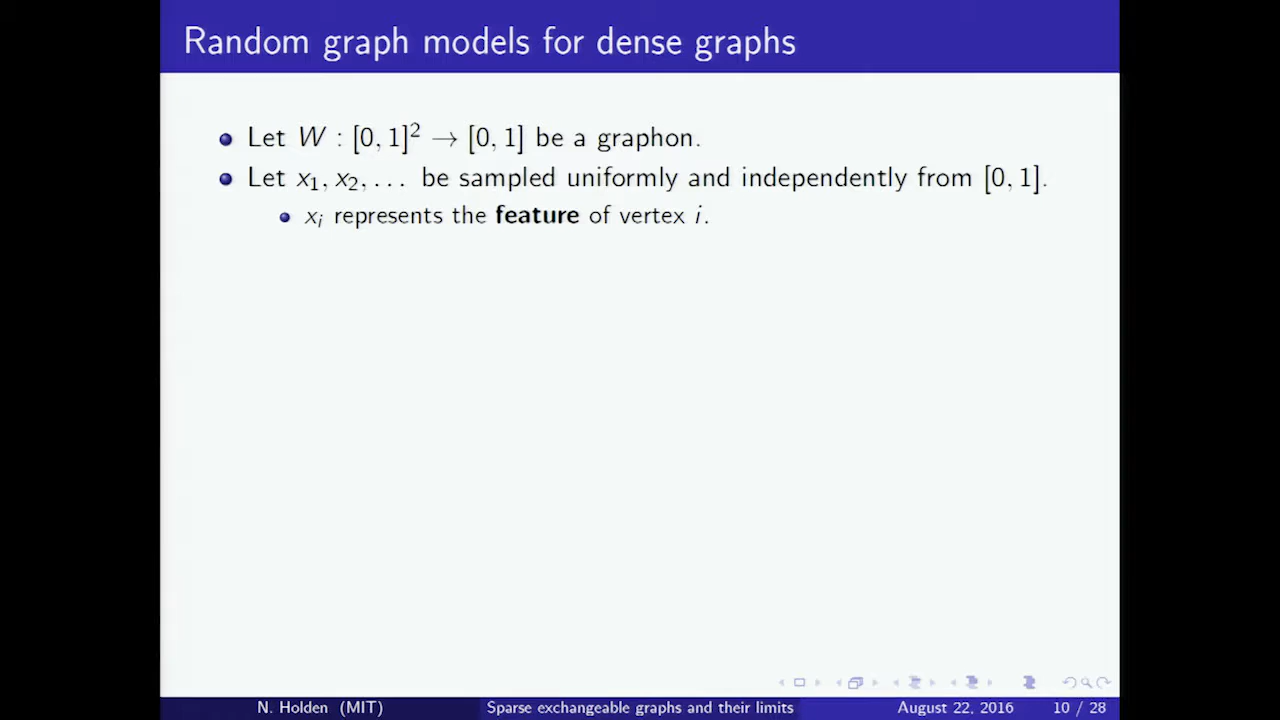 Random graph models for dense graphs
Let W : [0, 1]² → [0, 1] be a graphon.
Let x₁, x₂, . . . be sampled uniformly and independently from [0, 1].
xᵢ represents the feature of vertex i.
N. Holden (MIT) Sparse exchangeable graphs and their limits August 22, 2016 10 / 28